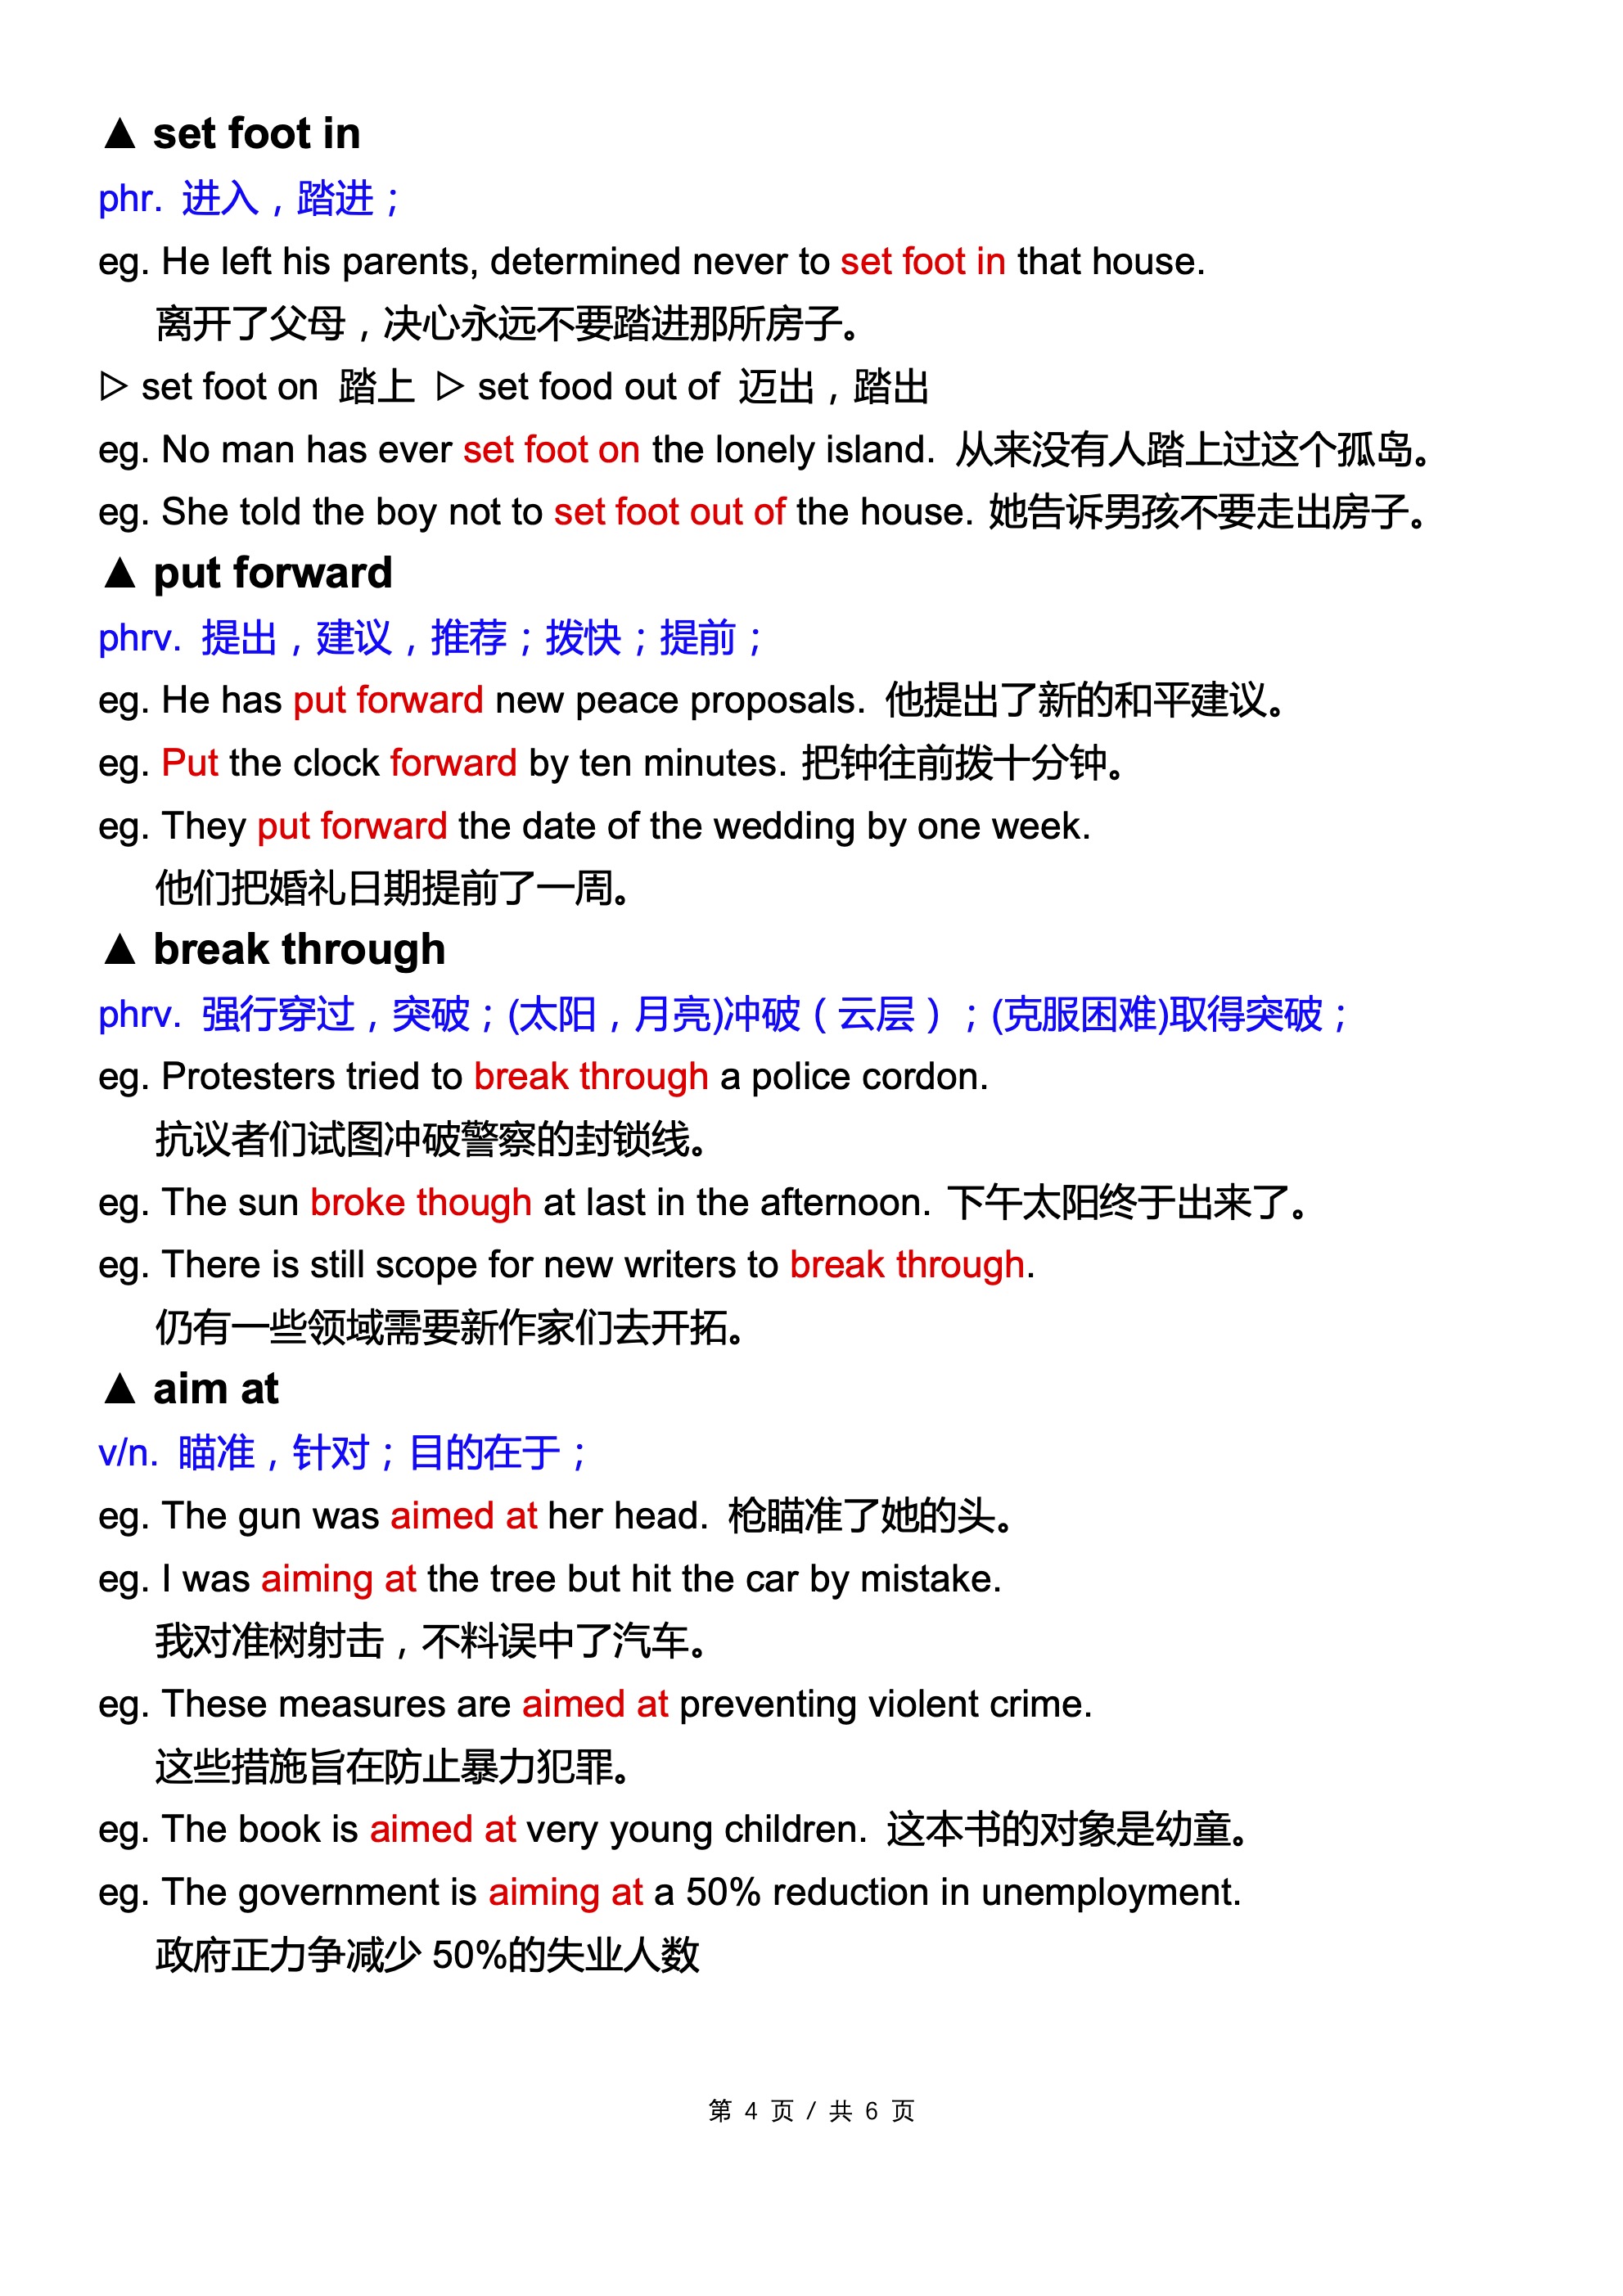 ▲ set foot in
phr. 进入，踏进；
eg. He left his parents, determined never to set foot in that house.
离开了父母，决心永远不要踏进那所房子。
▷ set foot on 踏上 ▷ set food out of 迈出，踏出
eg. No man has ever set foot on the lonely island. 从来没有人踏上过这个孤岛。
eg. She told the boy not to set foot out of the house. 她告诉男孩不要走出房子。
▲ put forward
phrv. 提出，建议，推荐；拨快；提前；
eg. He has put forward new peace proposals. 他提出了新的和平建议。
eg. Put the clock forward by ten minutes. 把钟往前拨十分钟。
eg. They put forward the date of the wedding by one week.
他们把婚礼日期提前了一周。
▲ break through
phrv. 强行穿过，突破；(太阳，月亮)冲破（云层）；(克服困难)取得突破；
eg. Protesters tried to break through a police cordon.
抗议者们试图冲破警察的封锁线。
eg. The sun broke though at last in the afternoon. 下午太阳终于出来了。
eg. There is still scope for new writers to break through.
仍有一些领域需要新作家们去开拓。
▲ aim at
v/n. 瞄准，针对；目的在于；
eg. The gun was aimed at her head. 枪瞄准了她的头。
eg. I was aiming at the tree but hit the car by mistake.
我对准树射击，不料误中了汽车。
eg. These measures are aimed at preventing violent crime.
这些措施旨在防止暴力犯罪。
eg. The book is aimed at very young children. 这本书的对象是幼童。
eg. The government is aiming at a 50% reduction in unemployment.
政府正力争减少 50%的失业人数
第 4 页 / 共 6 页